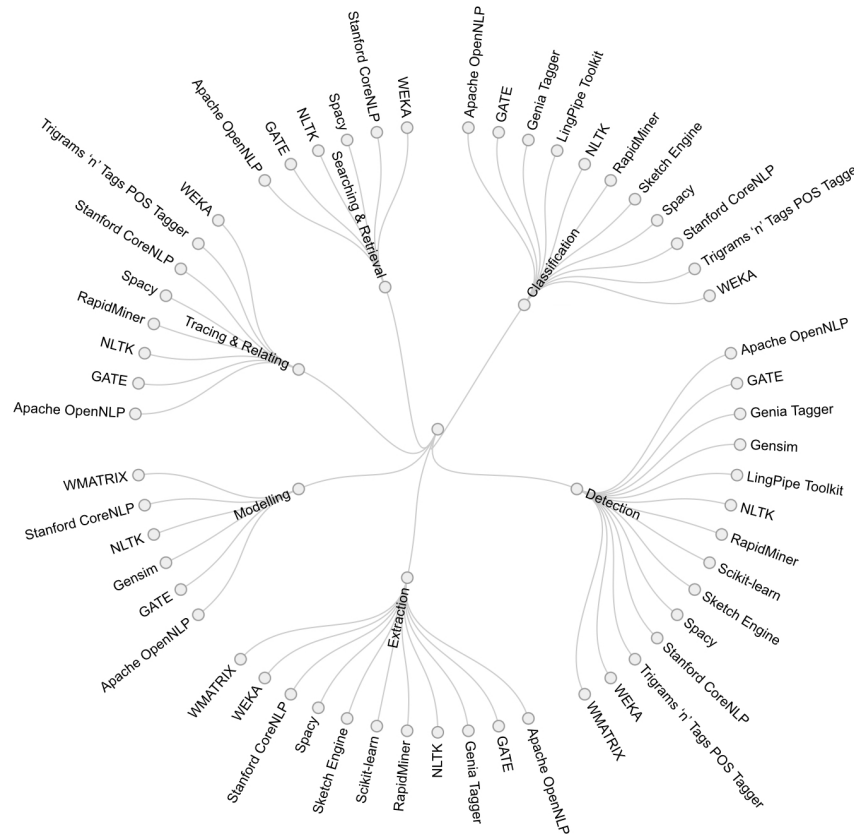 Apache OpenNLP
GATE
NLTK
Spacy
Stanford CoreNLP
WEKA
Searching & Retrieval
Apache OpenNLP
GATE
Genia Tagger
LingPipe Toolkit
NLTK
RapidMiner
Sketch Engine
Spacy
Stanford CoreNLP
Trigrams ‘n’ Tags POS Tagge
WEKA
Classification
WEKA
Trigrams ‘n’ Tags POS Tagger
Stanford CoreNLP
Spacy
RapidMiner
NLTK
GATE
Apache OpenNLP
Tracing & Relating
Apache OpenNLP
GATE
Genia Tagger
Gensim
LingPipe Toolkit
NLTK
RapidMiner
Scikit-learn
Sketch Engine
Spacy
Stanford CoreNLP
Trigrams ‘n’ Tags POS Tagger
WEKA
WMATRIX
Detection
WMATRIX
Stanford CoreNLP
NLTK
Gensim
GATE
Apache OpenNLP
Modelling
WMATRIX
WEKA
Stanford CoreNLP
Spacy
Sketch Engine
Scikit-learn
RapidMiner
NLTK
Genia Tagger
GATE
Apache OpenNLP
Extraction